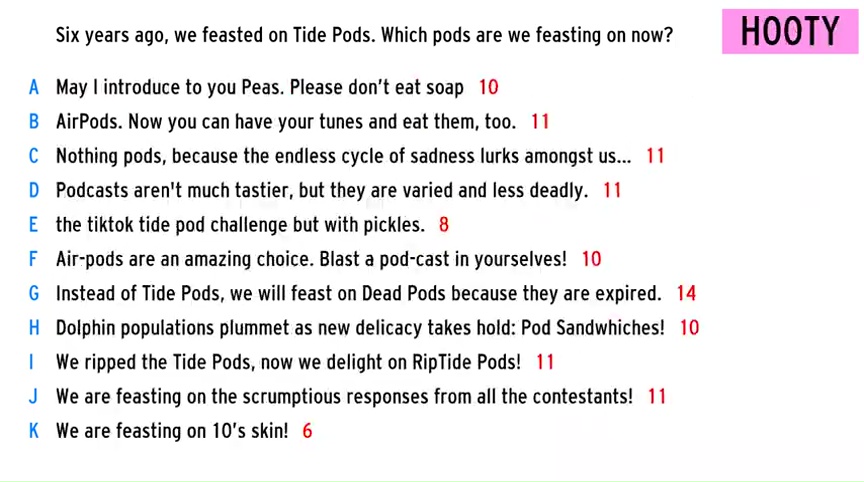 Six years ago, we feasted on Tide Pods. Which pods are we feasting on now?
HOOTY
A May I introduce to you Peas. Please don't eat soap 10
B AirPods. Now you can have your tunes and eat them, too. 11
C Nothing pods, because the endless cycle of sadness lurks amongst us... 11
D Podcasts aren't much tastier, but they are varied and less deadly. 11
E the tiktok tide pod challenge but with pickles. 8
F Air-pods are an amazing choice. Blast a pod-cast in yourselves! 10
G Instead of Tide Pods, we will feast on Dead Pods because they are expired. 14
H Dolphin populations plummet as new delicacy takes hold: Pod Sandwhiches! 10
I We ripped the Tide Pods, now we delight on RipTide Pods! 11
J We are feasting on the scrumptious responses from all the contestants! 11
K We are feasting on 10's skin! 6